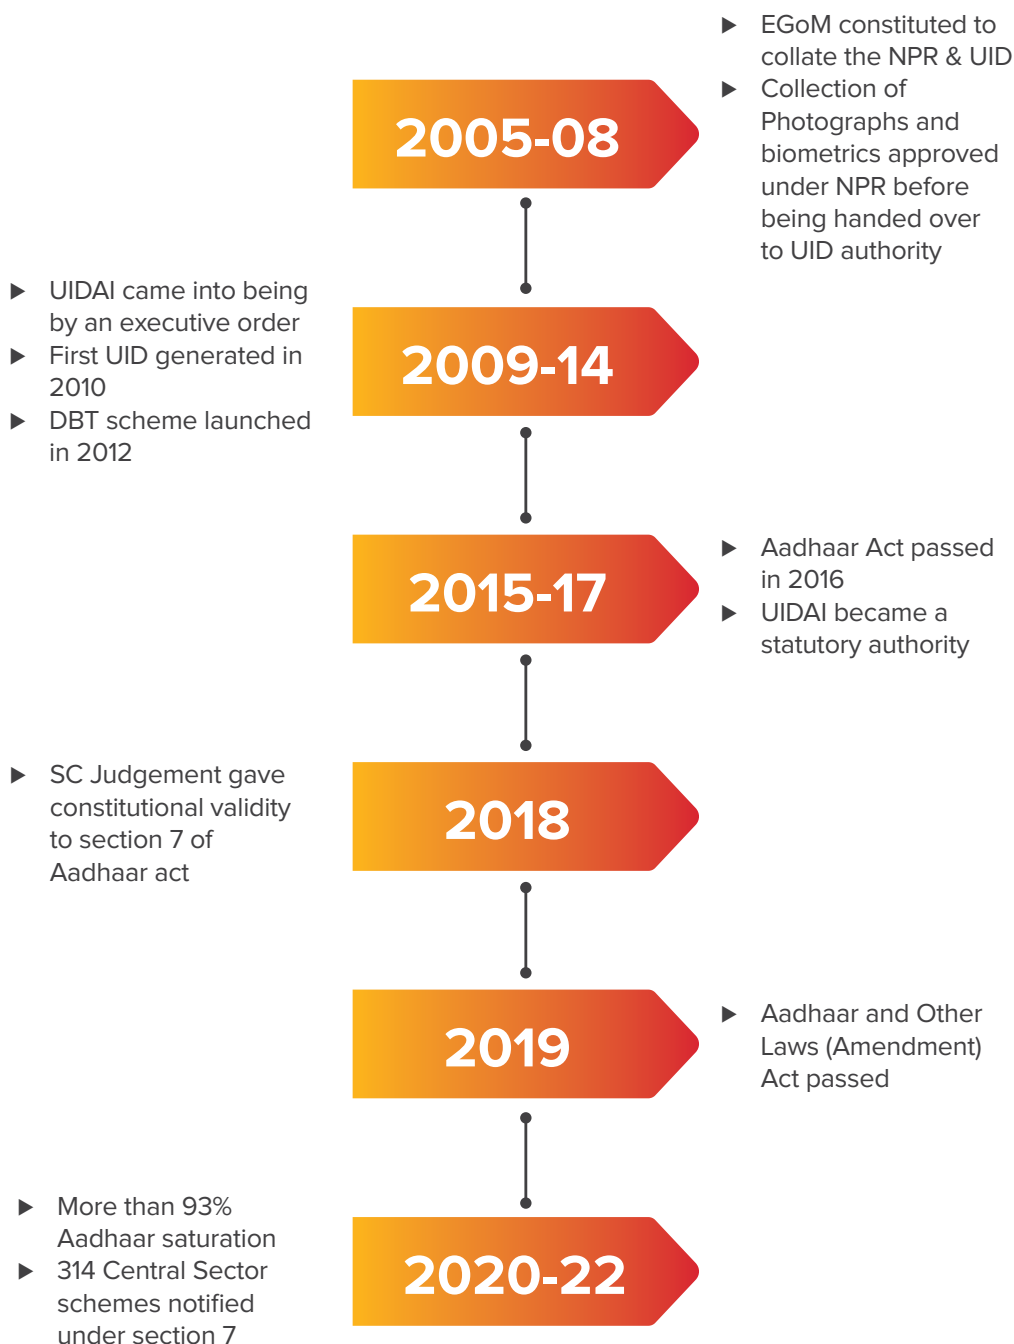 ► EGoM constituted to
collate the NPR & UID
► Collection of
Photographs and
biometrics approved
under NPR before
being handed over
to UID authority
2005-08
► UIDAI came into being
by an executive order
► First UID generated in
2010
► DBT scheme launched
in 2012
2009-14
2015-17
► Aadhaar Act passed
in 2016
► UIDAI became a
statutory authority
► SC Judgement gave
constitutional validity
to section 7 of
Aadhaar act
2018
2019
► Aadhaar and Other
Laws (Amendment)
Act passed
► More than 93%
Aadhaar saturation
► 314 Central Sector
schemes notified
under section 7
2020-22